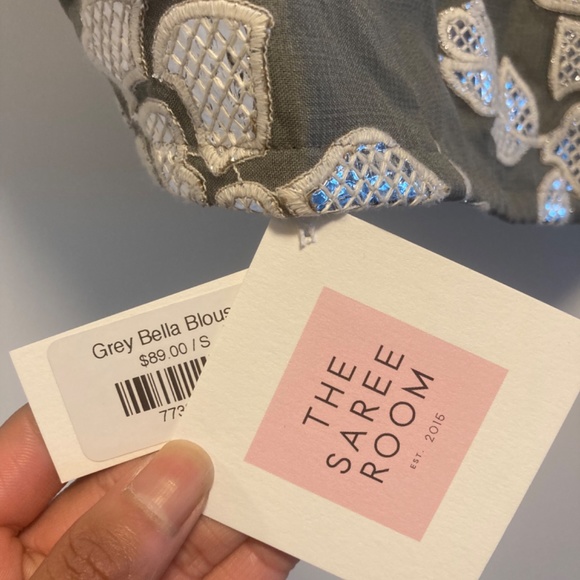 Grey Bella Blous
$89.00 / S
773
THE
SAREE
ROOM
EST. 2015